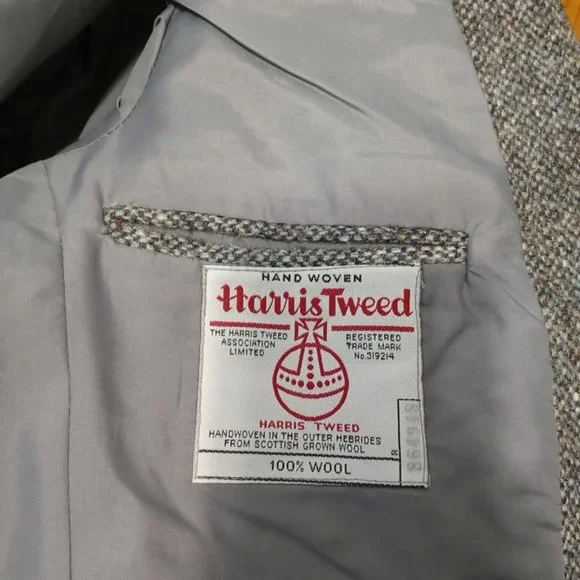 HAND WOVEN
Harris Tweed
THE HARRIS TWEED
ASSOCIATION
LIMITED
REGISTERED
TRADE MARK
No.319214
HARRIS TWEED
HANDWOVEN IN THE OUTER HEBRIDES
FROM SCOTTISH GROWN WOOL
100% WOOL